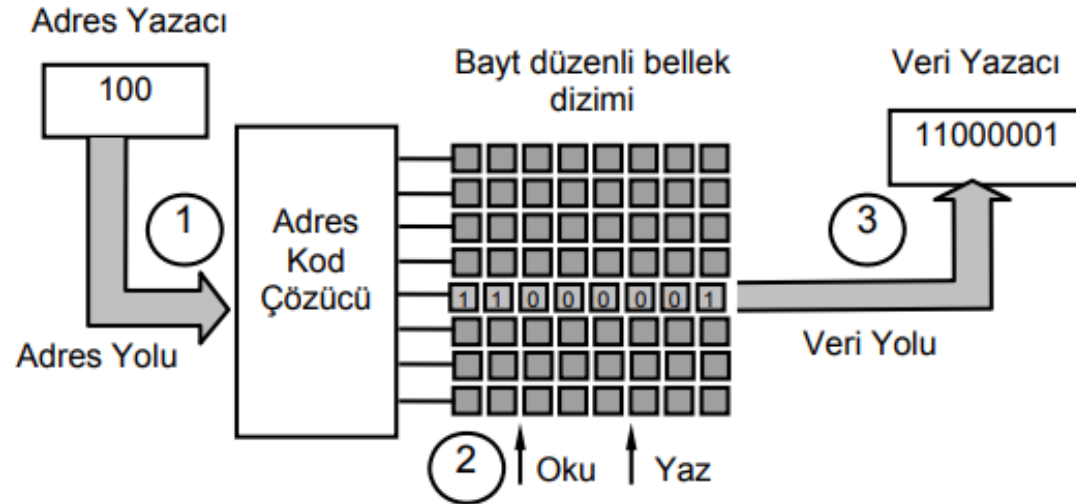 Adres Yazacı
100
Bayt düzenli bellek
dizimi
Veri Yazacı
11000001
1
Adres
Kod
Çözücü
3
1 1 0 0 0 0 0 1
Adres Yolu
Veri Yolu
2
Oku
Yaz